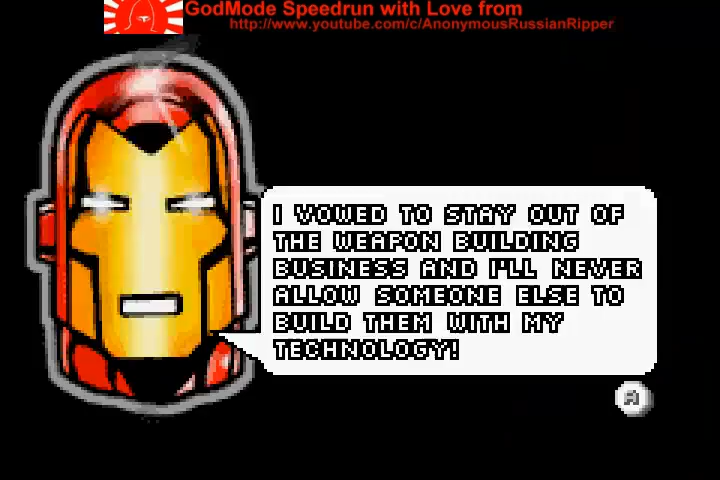 GodMode Speedrun with Love from
http://www.youtube.com/c/AnonymousRussianRipper
I VOWED TO STAY OUT OF
THE WEAPON BUILDING
BUSINESS AND I'LL NEVER
ALLOW SOMEONE ELSE TO
BUILD THEM WITH MY
TECHNOLOGY!
A